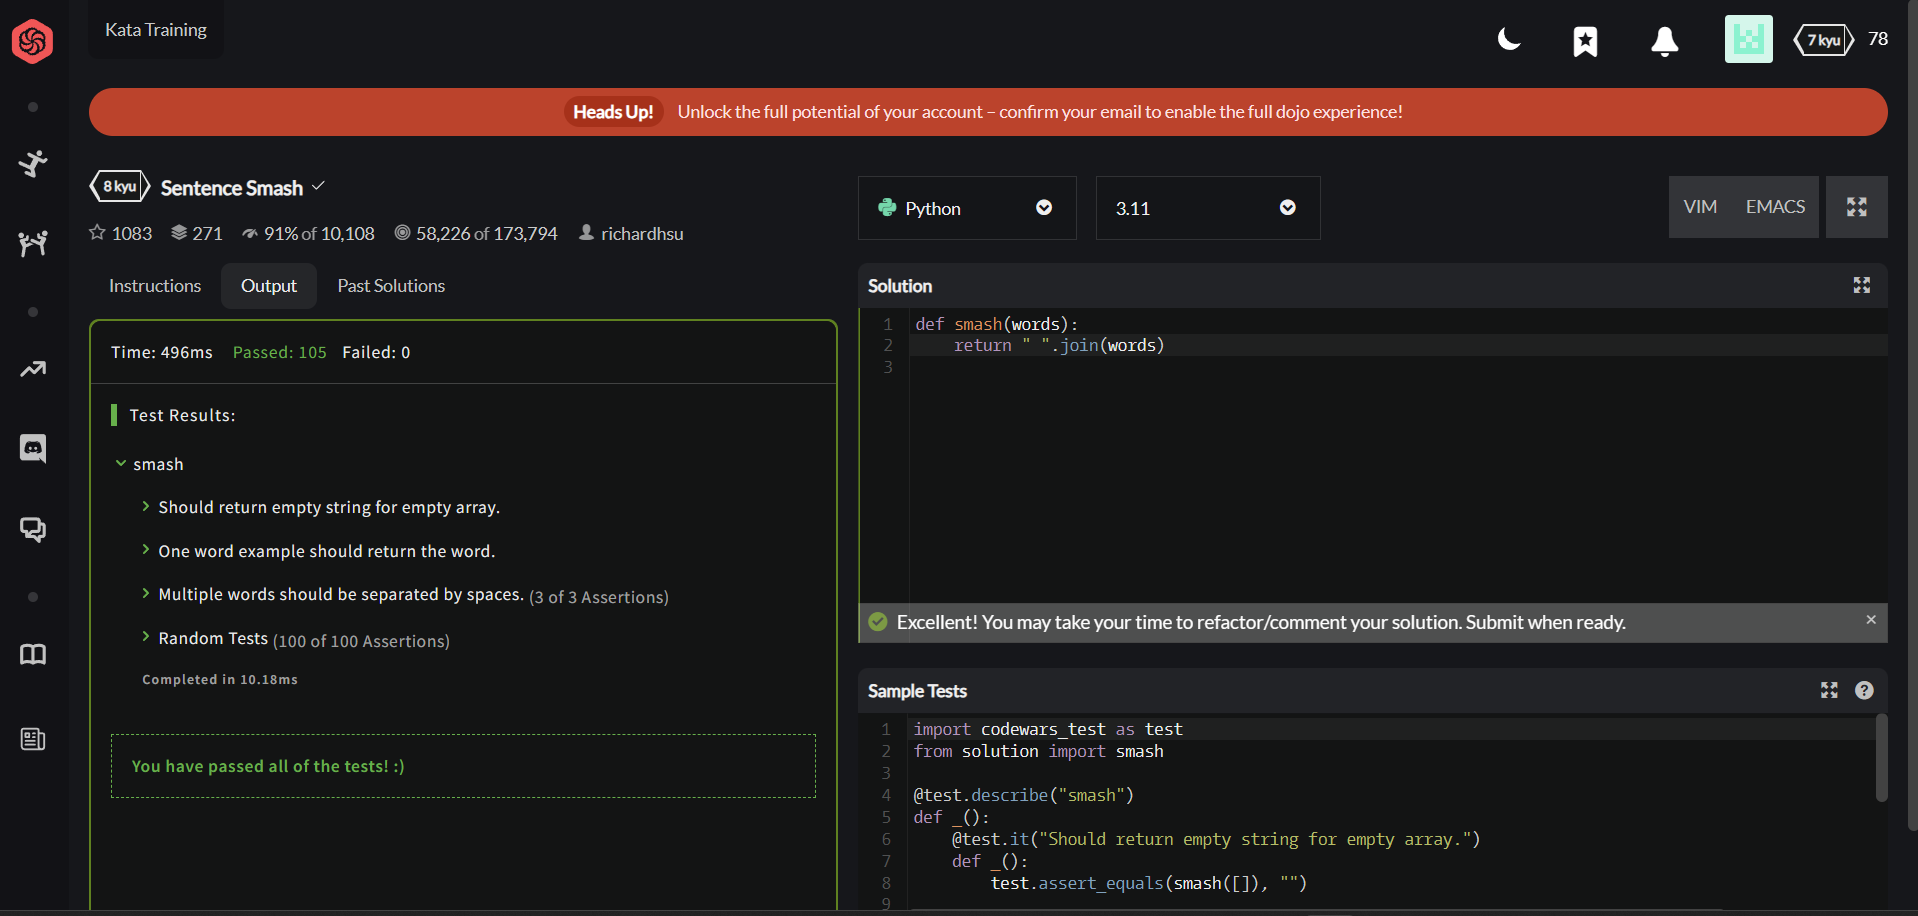 Kata Training
7 kyu 78
Heads Up! Unlock the full potential of your account – confirm your email to enable the full dojo experience!
8 kyu Sentence Smash
1083 271 91% of 10,108 58,226 of 173,794 richardhsu
Python 3.11 VIM EMACS
Instructions Output Past Solutions
Time: 496ms Passed: 105 Failed: 0
Test Results:
smash
Should return empty string for empty array.
One word example should return the word.
Multiple words should be separated by spaces. (3 of 3 Assertions)
Random Tests (100 of 100 Assertions)
Completed in 10.18ms
You have passed all of the tests! :)
Solution
1 def smash(words):
2     return " ".join(words)
3
Excellent! You may take your time to refactor/comment your solution. Submit when ready.
Sample Tests
1 import codewars_test as test
2 from solution import smash
3
4 @test.describe("smash")
5 def _():
6     @test.it("Should return empty string for empty array.")
7     def _():
8         test.assert_equals(smash([]), "")
9